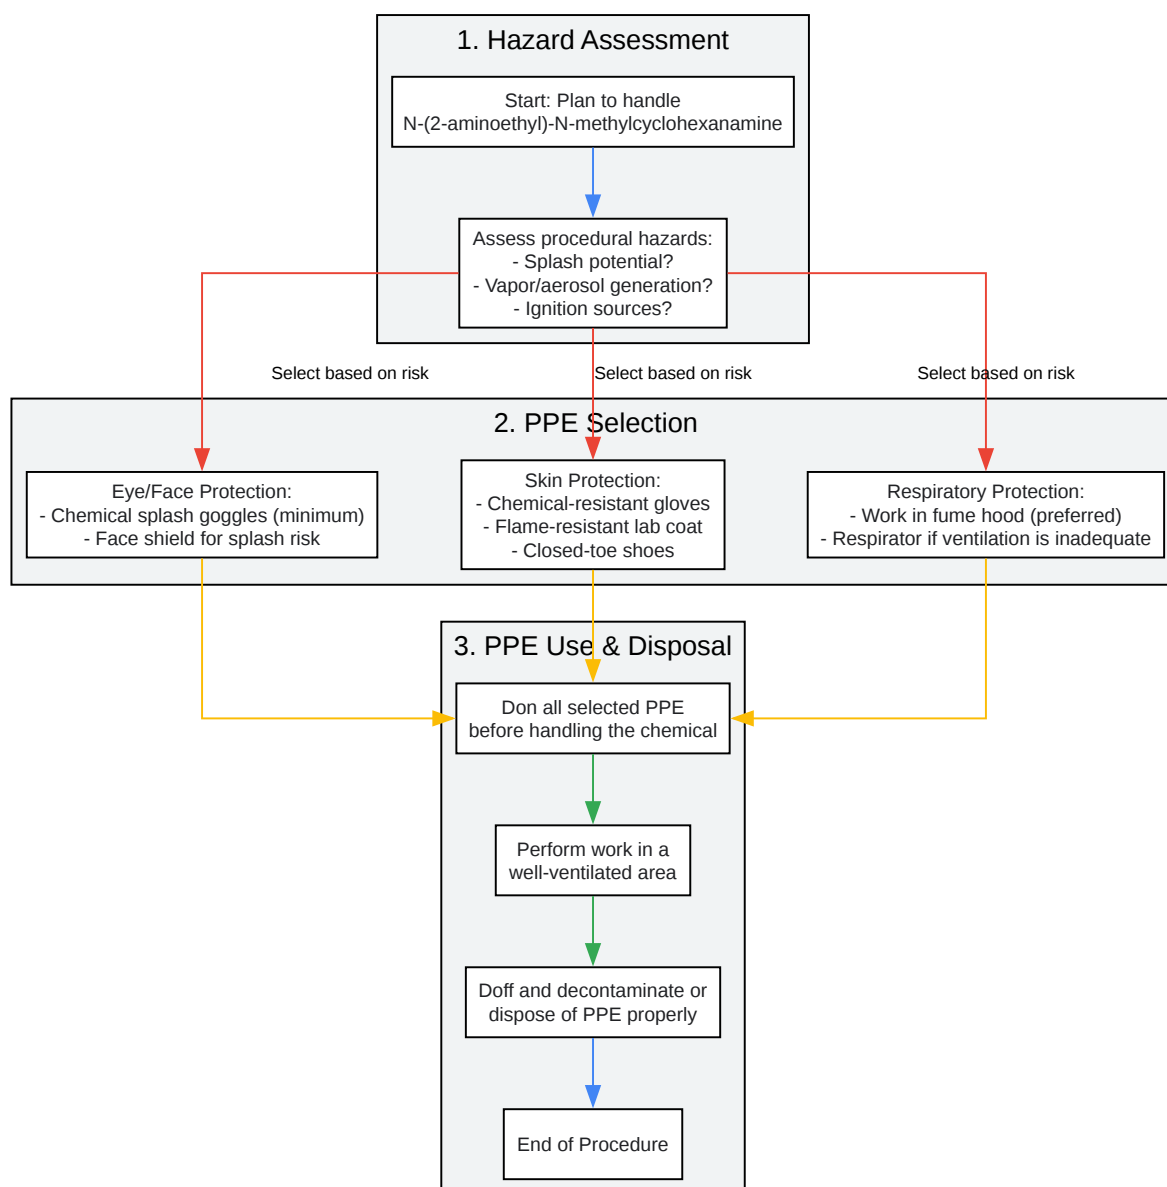 1. Hazard Assessment
Start: Plan to handle
N-(2-aminoethyl)-N-methylcyclohexanamine
Assess procedural hazards:
- Splash potential?
- Vapor/aerosol generation?
- Ignition sources?
Select based on risk
Select based on risk
Select based on risk
2. PPE Selection
Eye/Face Protection:
- Chemical splash goggles (minimum)
- Face shield for splash risk
Skin Protection:
- Chemical-resistant gloves
- Flame-resistant lab coat
- Closed-toe shoes
Respiratory Protection:
- Work in fume hood (preferred)
- Respirator if ventilation is inadequate
3. PPE Use & Disposal
Don all selected PPE
before handling the chemical
Perform work in a
well-ventilated area
Doff and decontaminate or
dispose of PPE properly
End of Procedure